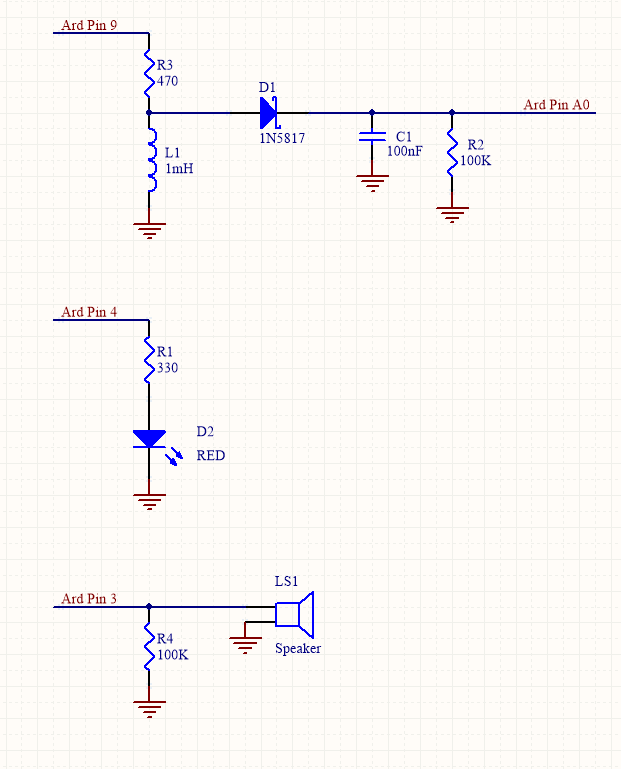 Ard Pin 9
R3
470
D1
1N5817
Ard Pin A0
C1
100nF
R2
100K
L1
1mH
Ard Pin 4
R1
330
D2
RED
Ard Pin 3
LS1
Speaker
R4
100K